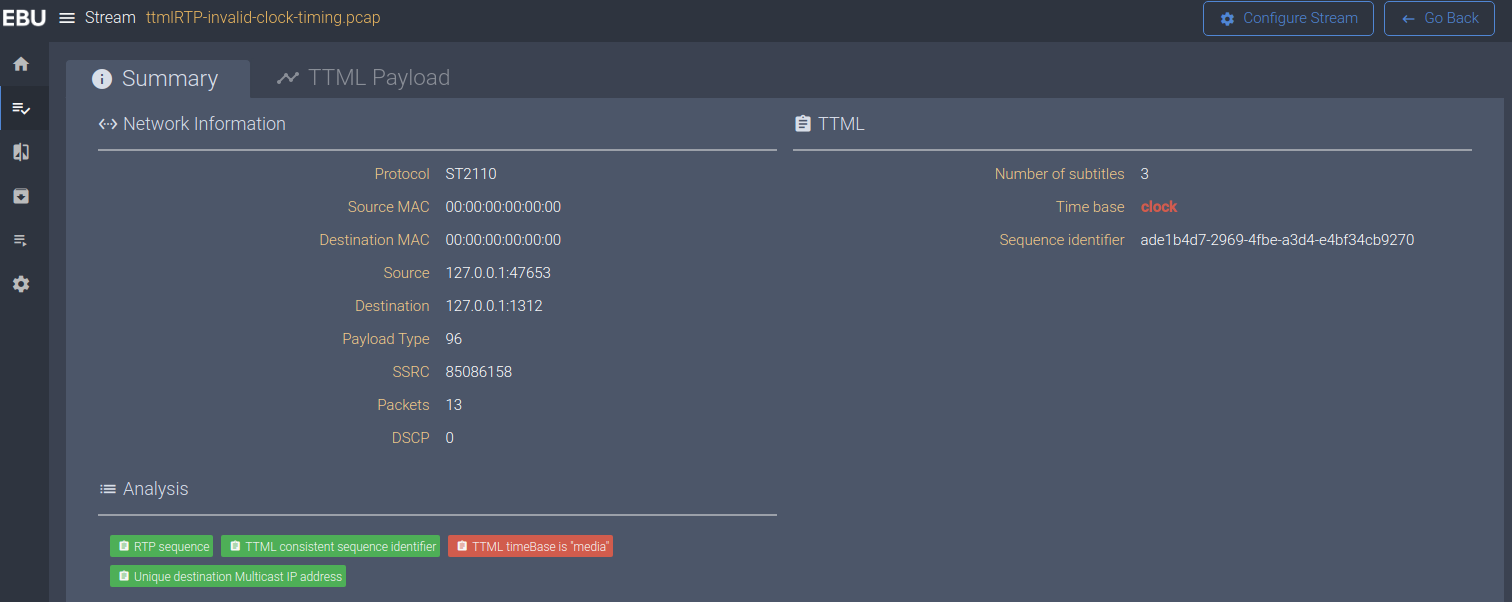 EBU Stream ttmlRTP-invalid-clock-timing.pcap Configure Stream Go Back
Summary TTML Payload
Network Information
Protocol ST2110
Source MAC 00:00:00:00:00:00
Destination MAC 00:00:00:00:00:00
Source 127.0.0.1:47653
Destination 127.0.0.1:1312
Payload Type 96
SSRC 85086158
Packets 13
DSCP 0
TTML
Number of subtitles 3
Time base clock
Sequence identifier ade1b4d7-2969-4fbe-a3d4-e4bf34cb9270
Analysis
RTP sequence TTML consistent sequence identifier TTML timeBase is "media"
Unique destination Multicast IP address